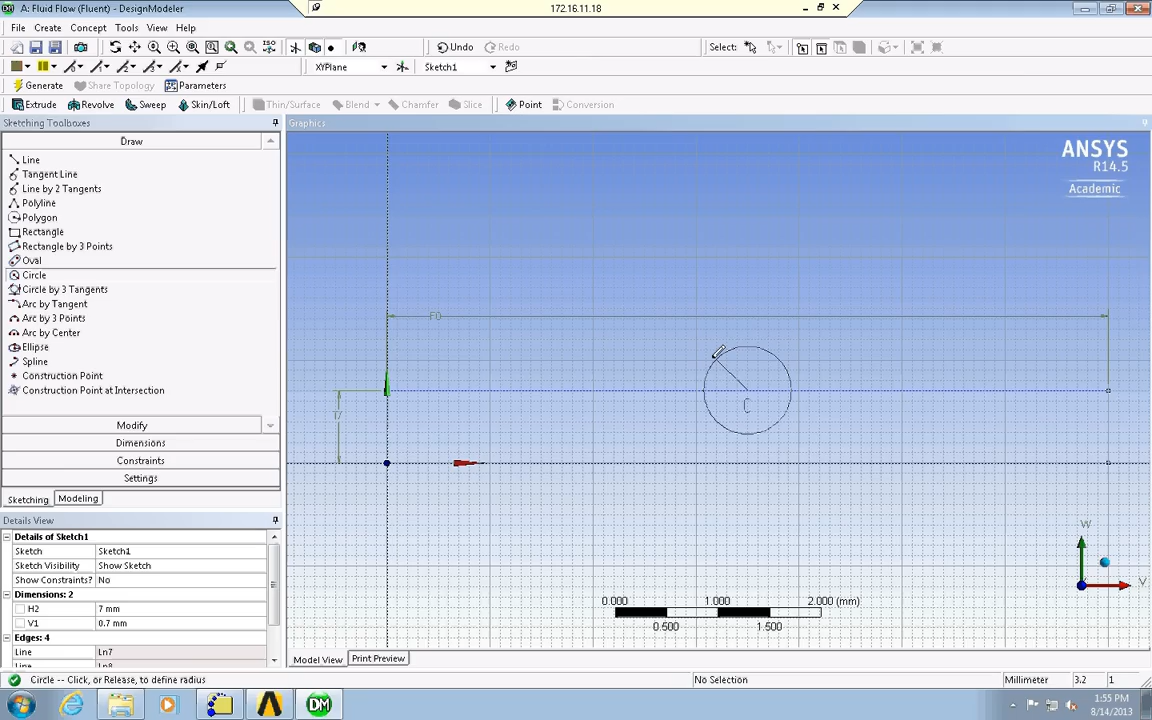 A: Fluid Flow (Fluent) - DesignModeler
172.16.11.18
File Create Concept Tools View Help
Undo Redo Select:
XYPlane Sketch1
Generate Share Topology Parameters
Extrude Revolve Sweep Skin/Loft Thin/Surface Blend Chamfer Slice Point Conversion
Sketching Toolboxes
Graphics
Draw
Line
Tangent Line
Line by 2 Tangents
Polyline
Polygon
Rectangle
Rectangle by 3 Points
Oval
Circle
Circle by 3 Tangents
Arc by Tangent
Arc by 3 Points
Arc by Center
Ellipse
Spline
Construction Point
Construction Point at Intersection
Modify
Dimensions
Constraints
Settings
Sketching Modeling
Details View
Details of Sketch1
Sketch Sketch1
Sketch Visibility Show Sketch
Show Constraints? No
Dimensions: 2
H2 7 mm
V1 0.7 mm
Edges: 4
Line Ln7
Line Ln8
ANSYS
R14.5
Academic
C
W
V
0.000 1.000 2.000 (mm)
0.500 1.500
Model View Print Preview
Circle -- Click, or Release, to define radius
No Selection
Millimeter 3.2 1
DM
1:55 PM
8/14/2013